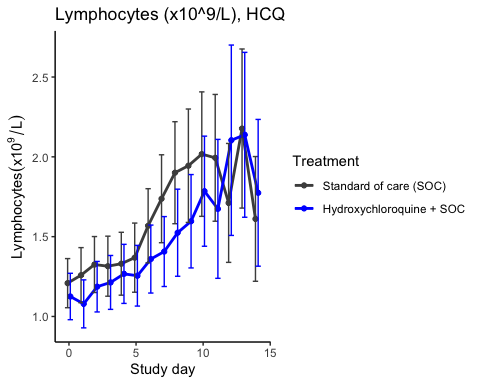 Lymphocytes (x10^9/L), HCQ
Lymphocytes(x10⁹/L)
2.5
2.0
1.5
1.0
0
5
10
15
Study day
Treatment
Standard of care (SOC)
Hydroxychloroquine + SOC